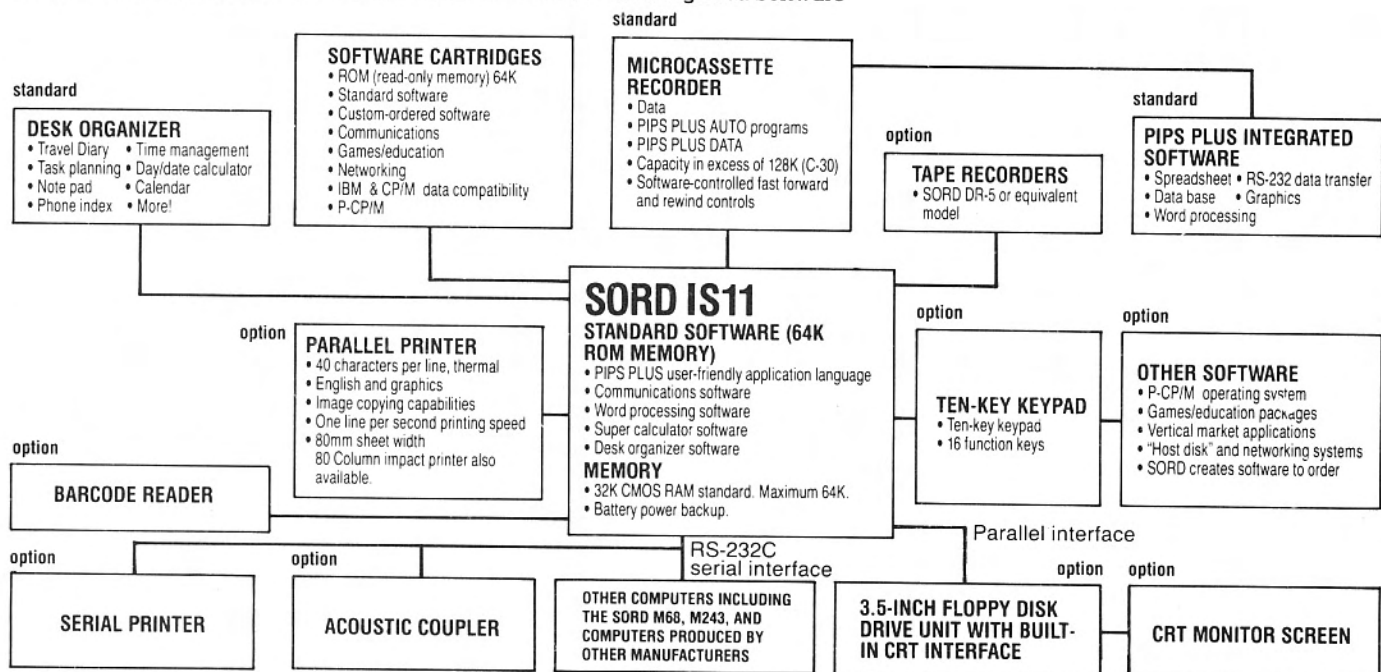 standard
DESK ORGANIZER
• Travel Diary • Time management
• Task planning • Day/date calculator
• Note pad • Calendar
• Phone index • More!
SOFTWARE CARTRIDGES
• ROM (read-only memory) 64K
• Standard software
• Custom-ordered software
• Communications
• Games/education
• Networking
• IBM & CP/M data compatibility
• P-CP/M
standard
MICROCASSETTE
RECORDER
• Data
• PIPS PLUS AUTO programs
• PIPS PLUS DATA
• Capacity in excess of 128K (C-30)
• Software-controlled fast forward
and rewind controls
option
TAPE RECORDERS
• SORD DR-5 or equivalent
model
standard
PIPS PLUS INTEGRATED
SOFTWARE
• Spreadsheet • RS-232 data transfer
• Data base • Graphics
• Word processing
option
PARALLEL PRINTER
• 40 characters per line, thermal
• English and graphics
• Image copying capabilities
• One line per second printing speed
• 80mm sheet width
80 Column impact printer also
available.
SORD IS11
STANDARD SOFTWARE (64K
ROM MEMORY)
• PIPS PLUS user-friendly application language
• Communications software
• Word processing software
• Super calculator software
• Desk organizer software
MEMORY
• 32K CMOS RAM standard. Maximum 64K.
• Battery power backup.
option
TEN-KEY KEYPAD
• Ten-key keypad
• 16 function keys
option
OTHER SOFTWARE
• P-CP/M operating system
• Games/education packages
• Vertical market applications
• "Host disk" and networking systems
• SORD creates software to order
option
BARCODE READER
option
SERIAL PRINTER
option
ACOUSTIC COUPLER
RS-232C
serial interface
OTHER COMPUTERS INCLUDING
THE SORD M68, M243, AND
COMPUTERS PRODUCED BY
OTHER MANUFACTURERS
Parallel interface
option
3.5-INCH FLOPPY DISK
DRIVE UNIT WITH BUILT-
IN CRT INTERFACE
option
CRT MONITOR SCREEN